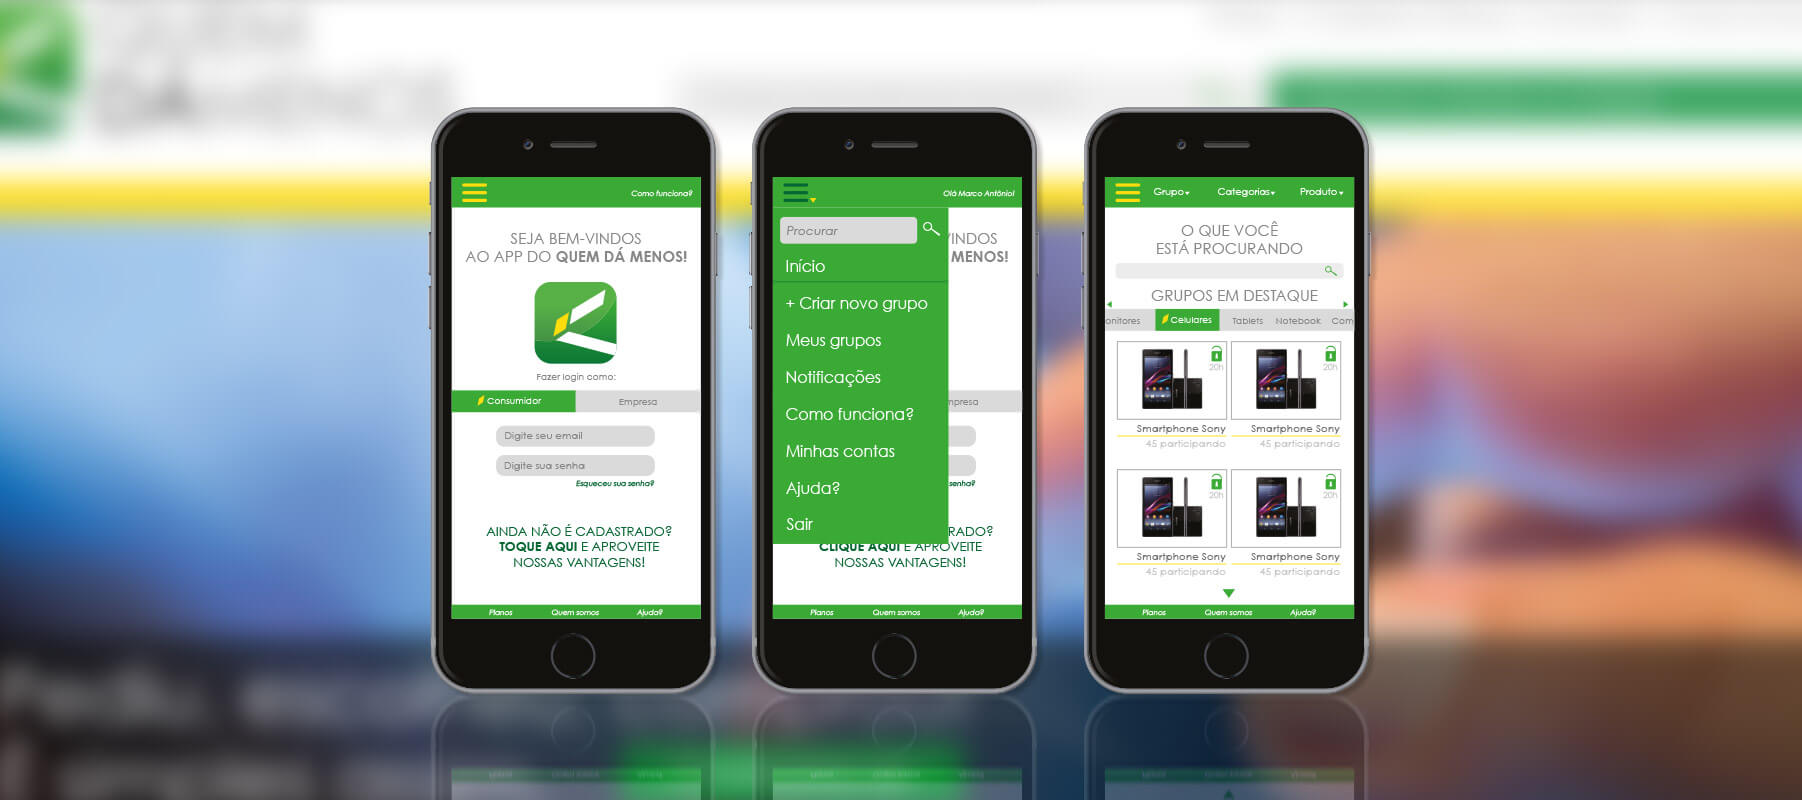 QUEM
DÁ MENOS
Como funciona?
SEJA BEM-VINDOS
AO APP DO QUEM DÁ MENOS!
Fazer login como:
Consumidor
Empresa
Digite seu email
Digite sua senha
Esqueceu sua senha?
AINDA NÃO É CADASTRADO?
TOQUE AQUI E APROVEITE
NOSSAS VANTAGENS!
Planos Quem somos Ajuda?
Olá Marco Antônio!
Procurar
VINDOS
MENOS!
Início
+ Criar novo grupo
Meus grupos
Notificações
Como funciona?
Minhas contas
mpresa
Ajuda?
senha?
Sair
RADO?
CLIQUE AQUI E APROVEITE
NOSSAS VANTAGENS!
Planos Quem somos Ajuda?
Grupo Categorias Produto
O QUE VOCÊ
ESTÁ PROCURANDO
GRUPOS EM DESTAQUE
onitores Celulares Tablets Notebook Com
20h
20h
Smartphone Sony
Smartphone Sony
45 participando
45 participando
20h
20h
Smartphone Sony
Smartphone Sony
45 participando
45 participando
Planos Quem somos Ajuda?